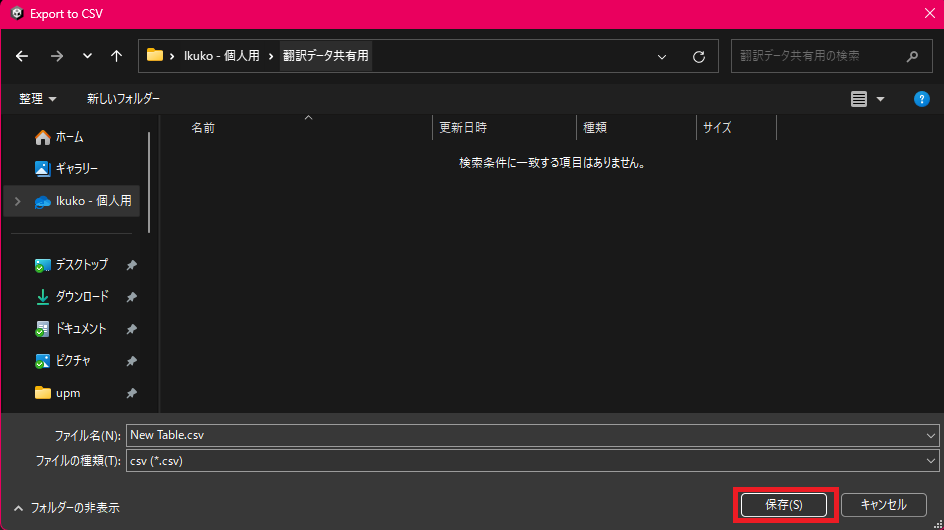 Export to CSV
Ikuko - 個人用 翻訳データ共有用 翻訳データ共有用の検索
整理 新しいフォルダー
名前 更新日時 種類 サイズ
検索条件に一致する項目はありません。
ホーム
ギャラリー
Ikuko - 個人用
デスクトップ
ダウンロード
ドキュメント
ピクチャ
upm
ファイル名(N): New Table.csv
ファイルの種類(T): csv (*.csv)
フォルダーの非表示 保存(S) キャンセル